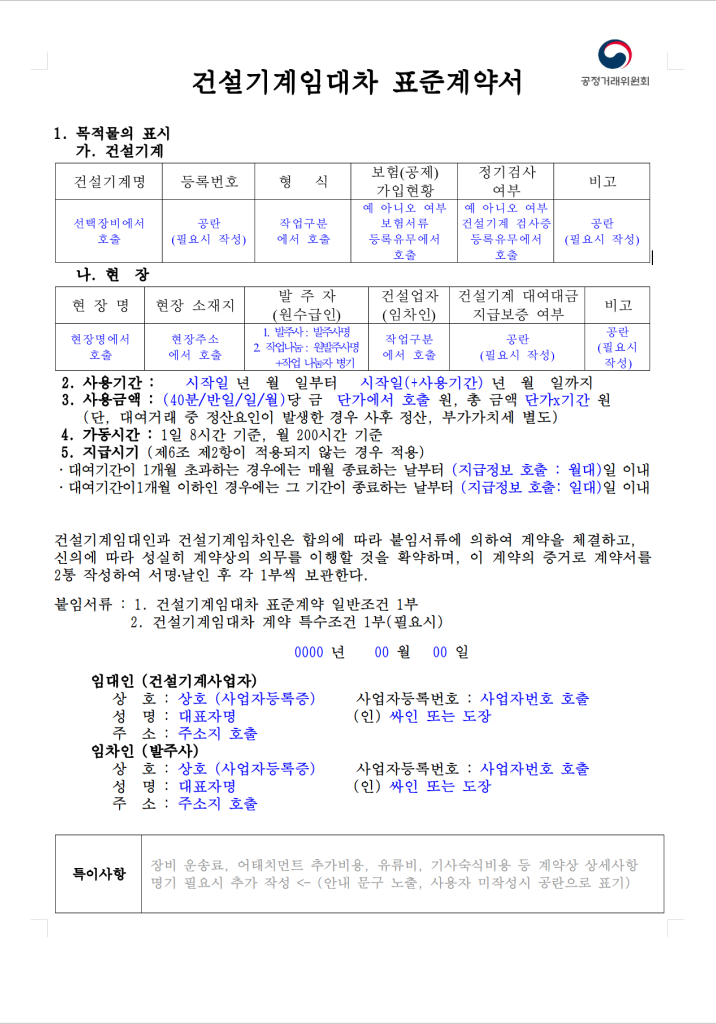 공정거래위원회
건설기계임대차 표준계약서
1. 목적물의 표시
가. 건설기계
건설기계명 등록번호 형 식 보험(공제) 가입현황 정기검사 여부 비고
선택장비에서 호출 공란 (필요시 작성) 작업구분 에서 호출 예 아니오 여부 보험서류 등록유무에서 호출 예 아니오 여부 건설기계 검사증 등록유무에서 호출 공란 (필요시 작성)
나. 현 장
현 장 명 현장 소재지 발 주 자 (원수급인) 건설업자 (임차인) 건설기계 대여대금 지급보증 여부 비고
현장명에서 호출 현장주소 에서 호출 1. 발주사 : 발주사명 2. 작업나눔 : 원발주사명 +작업 나눔자 병기 작업구분 에서 호출 공란 (필요시 작성) 공란 (필요시 작성)
2. 사용기간 : 시작일 년 월 일부터 시작일(+사용기간) 년 월 일까지
3. 사용금액 : (40분/반일/일/월)당 금 단가에서 호출 원, 총 금액 단가x기간 원
(단, 대여거래 중 정산요인이 발생한 경우 사후 정산, 부가가치세 별도)
4. 가동시간 : 1일 8시간 기준, 월 200시간 기준
5. 지급시기 (제6조 제2항이 적용되지 않는 경우 적용)
· 대여기간이 1개월 초과하는 경우에는 매월 종료하는 날부터 (지급정보 호출 : 월대)일 이내
· 대여기간이1개월 이하인 경우에는 그 기간이 종료하는 날부터 (지급정보 호출: 일대)일 이내
건설기계임대인과 건설기계임차인은 합의에 따라 붙임서류에 의하여 계약을 체결하고,
신의에 따라 성실히 계약상의 의무를 이행할 것을 확약하며, 이 계약의 증거로 계약서를
2통 작성하여 서명·날인 후 각 1부씩 보관한다.
붙임서류 : 1. 건설기계임대차 표준계약 일반조건 1부
2. 건설기계임대차 계약 특수조건 1부(필요시)
0000 년 00 월 00 일
임대인 (건설기계사업자)
상 호 : 상호 (사업자등록증) 사업자등록번호 : 사업자번호 호출
성 명 : 대표자명 (인) 싸인 또는 도장
주 소 : 주소지 호출
임차인 (발주사)
상 호 : 상호 (사업자등록증) 사업자등록번호 : 사업자번호 호출
성 명 : 대표자명 (인) 싸인 또는 도장
주 소 : 주소지 호출
특이사항
장비 운송료, 어태치먼트 추가비용, 유류비, 기사숙식비용 등 계약상 상세사항
명기 필요시 추가 작성 <- (안내 문구 노출, 사용자 미작성시 공란으로 표기)